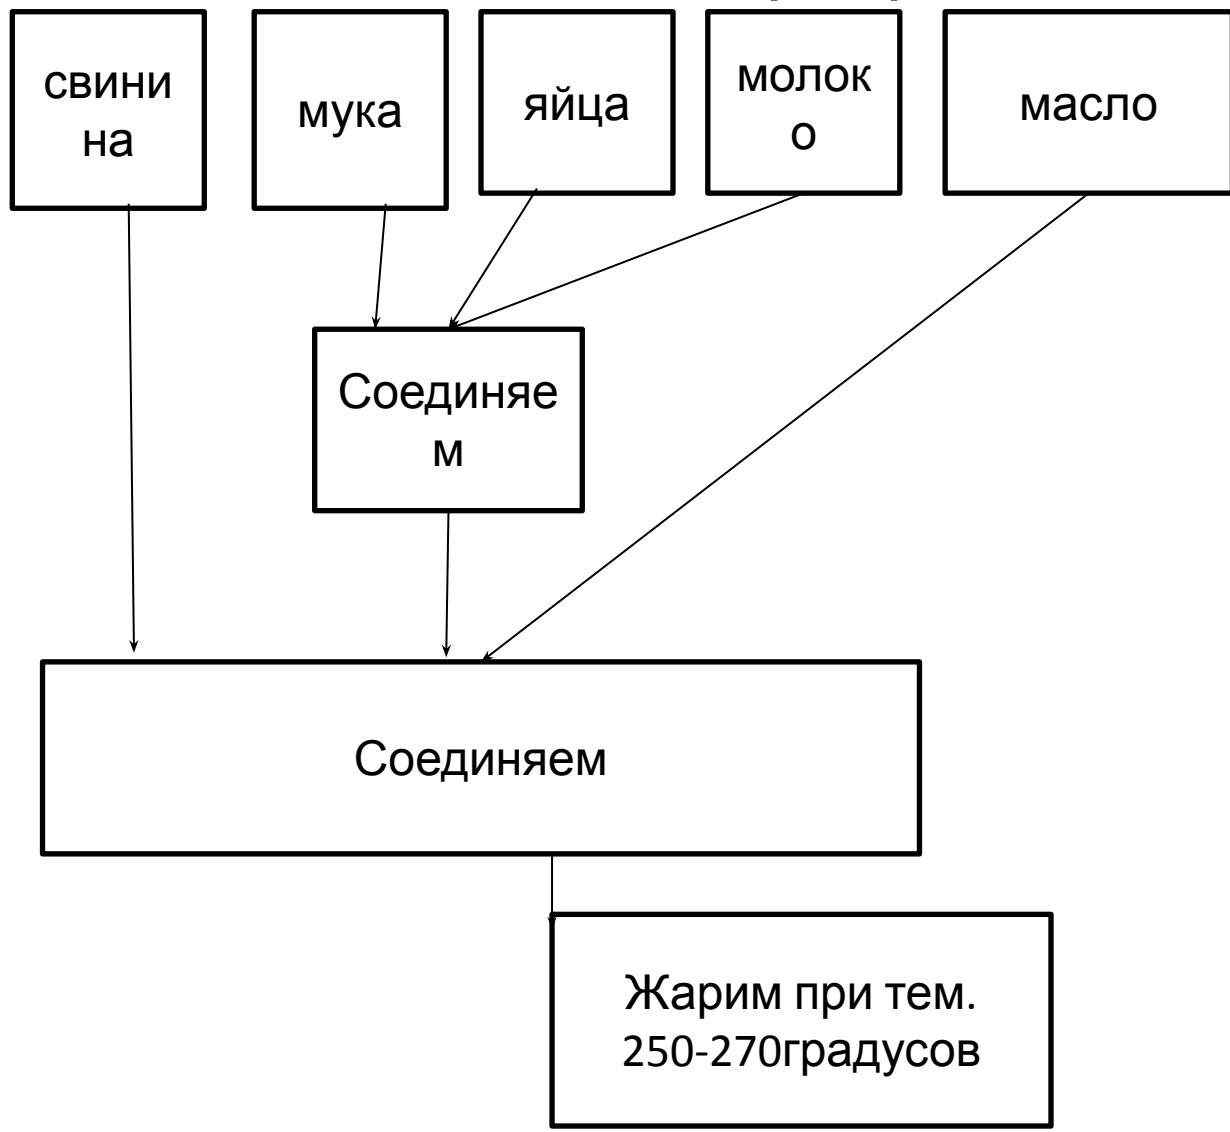 свини
на
мука
яйца
молок
о
масло
Соединяе
м
Соединяем
Жарим при тем.
250-270градусов